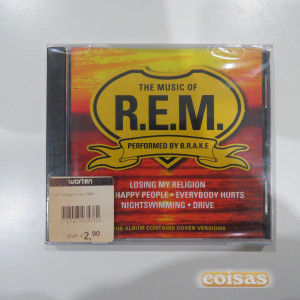 THE MUSIC OF
R.E.M.
PERFORMED BY B.R.A.K.E
LOSING MY RELIGION
HAPPY PEOPLE • EVERYBODY HURTS
NIGHTSWIMMING • DRIVE
ALBUM CONTAINS COVER VERSIONS
worten
PVP €2,90
coisas